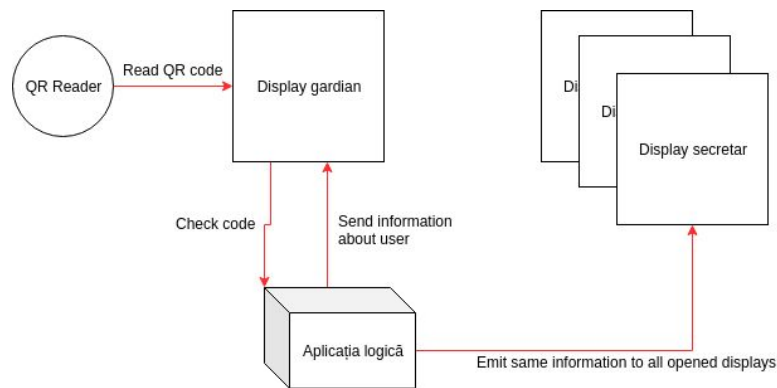 QR Reader
Read QR code
Display gardian
Di
Di
Display secretar
Check code
Send information
about user
Aplicația logică
Emit same information to all opened displays